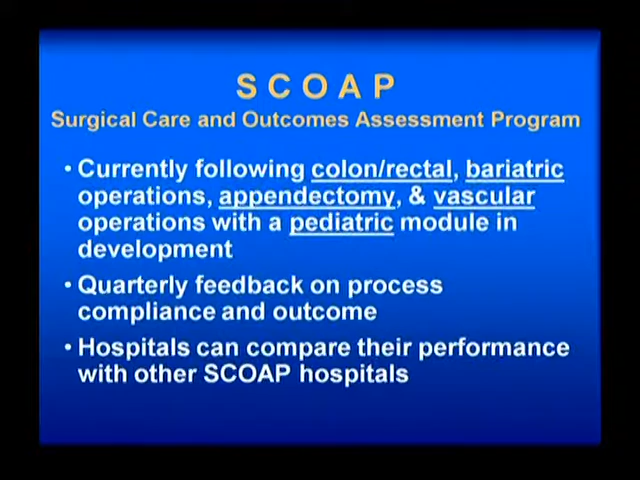 S C O A P
Surgical Care and Outcomes Assessment Program
• Currently following colon/rectal, bariatric
operations, appendectomy, & vascular
operations with a pediatric module in
development
• Quarterly feedback on process
compliance and outcome
• Hospitals can compare their performance
with other SCOAP hospitals